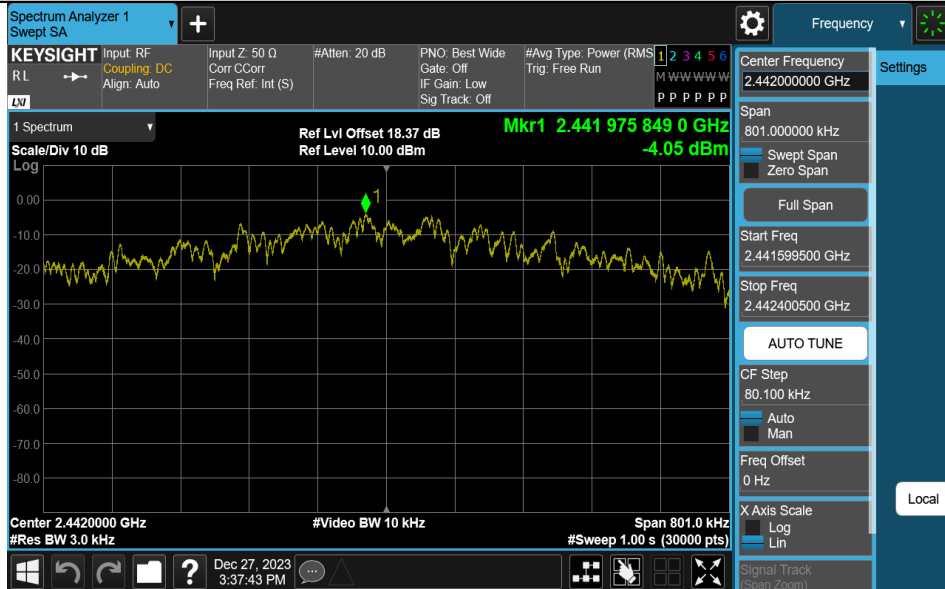 Spectrum Analyzer 1
Swept SA
+
Frequency
KEYSIGHT
R L
LXI
Input: RF
Coupling: DC
Align: Auto
Input Z: 50 Ω
Corr CCorr
Freq Ref: Int (S)
#Atten: 20 dB
PNO: Best Wide
Gate: Off
IF Gain: Low
Sig Track: Off
#Avg Type: Power (RMS
Trig: Free Run
1 2 3 4 5 6
M W W W W W
P P P P P P
Center Frequency
2.442000000 GHz
Settings
Span
801.000000 kHz
Swept Span
Zero Span
Full Span
Start Freq
2.441599500 GHz
Stop Freq
2.442400500 GHz
AUTO TUNE
CF Step
80.100 kHz
Auto
Man
Freq Offset
0 Hz
Local
X Axis Scale
Log
Lin
Signal Track
(Span Zoom)
1 Spectrum
Scale/Div 10 dB
Ref Lvl Offset 18.37 dB
Ref Level 10.00 dBm
Mkr1 2.441 975 849 0 GHz
-4.05 dBm
Log
1
0.00
-10.0
-20.0
-30.0
-40.0
-50.0
-60.0
-70.0
-80.0
Center 2.4420000 GHz
#Res BW 3.0 kHz
#Video BW 10 kHz
Span 801.0 kHz
#Sweep 1.00 s (30000 pts)
?
Dec 27, 2023
3:37:43 PM